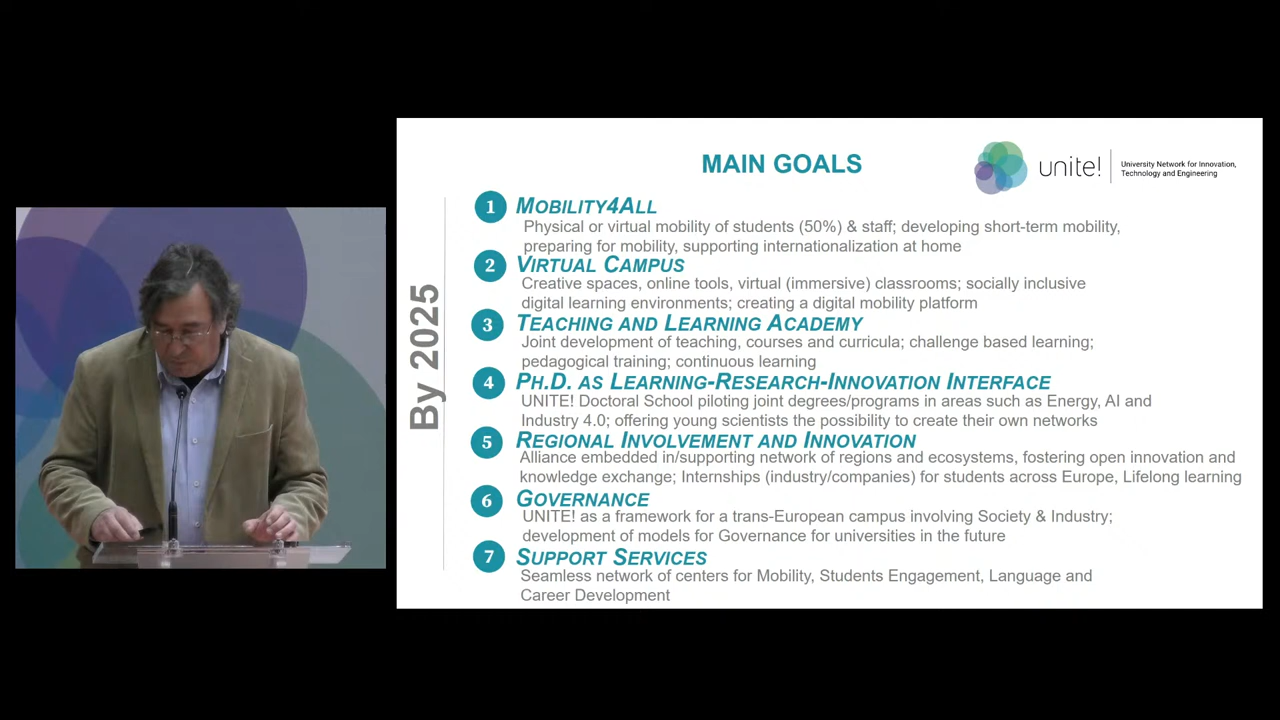 MAIN GOALS
unite!
University Network for Innovation,
Technology and Engineering
By 2025
1 MOBILITY4ALL
Physical or virtual mobility of students (50%) & staff; developing short-term mobility,
preparing for mobility, supporting internationalization at home
2 VIRTUAL CAMPUS
Creative spaces, online tools, virtual (immersive) classrooms; socially inclusive
digital learning environments; creating a digital mobility platform
3 TEACHING AND LEARNING ACADEMY
Joint development of teaching, courses and curricula; challenge based learning;
pedagogical training; continuous learning
4 PH.D. AS LEARNING-RESEARCH-INNOVATION INTERFACE
UNITE! Doctoral School piloting joint degrees/programs in areas such as Energy, AI and
Industry 4.0; offering young scientists the possibility to create their own networks
5 REGIONAL INVOLVEMENT AND INNOVATION
Alliance embedded in/supporting network of regions and ecosystems, fostering open innovation and
knowledge exchange; Internships (industry/companies) for students across Europe, Lifelong learning
6 GOVERNANCE
UNITE! as a framework for a trans-European campus involving Society & Industry;
development of models for Governance for universities in the future
7 SUPPORT SERVICES
Seamless network of centers for Mobility, Students Engagement, Language and
Career Development